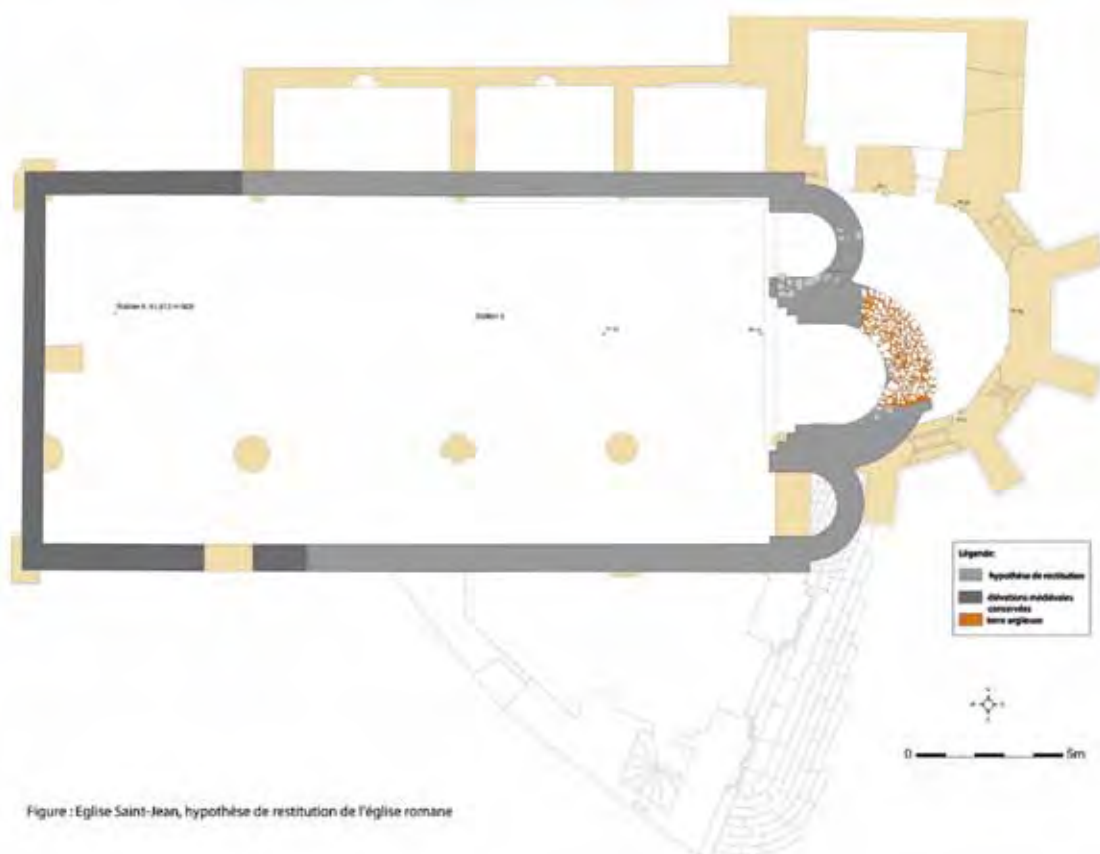 Légende:
hypothèse de restitution
élévations médiévales
conservées
terre argileuse
0 5m
Figure : Eglise Saint-Jean, hypothèse de restitution de l'église romane